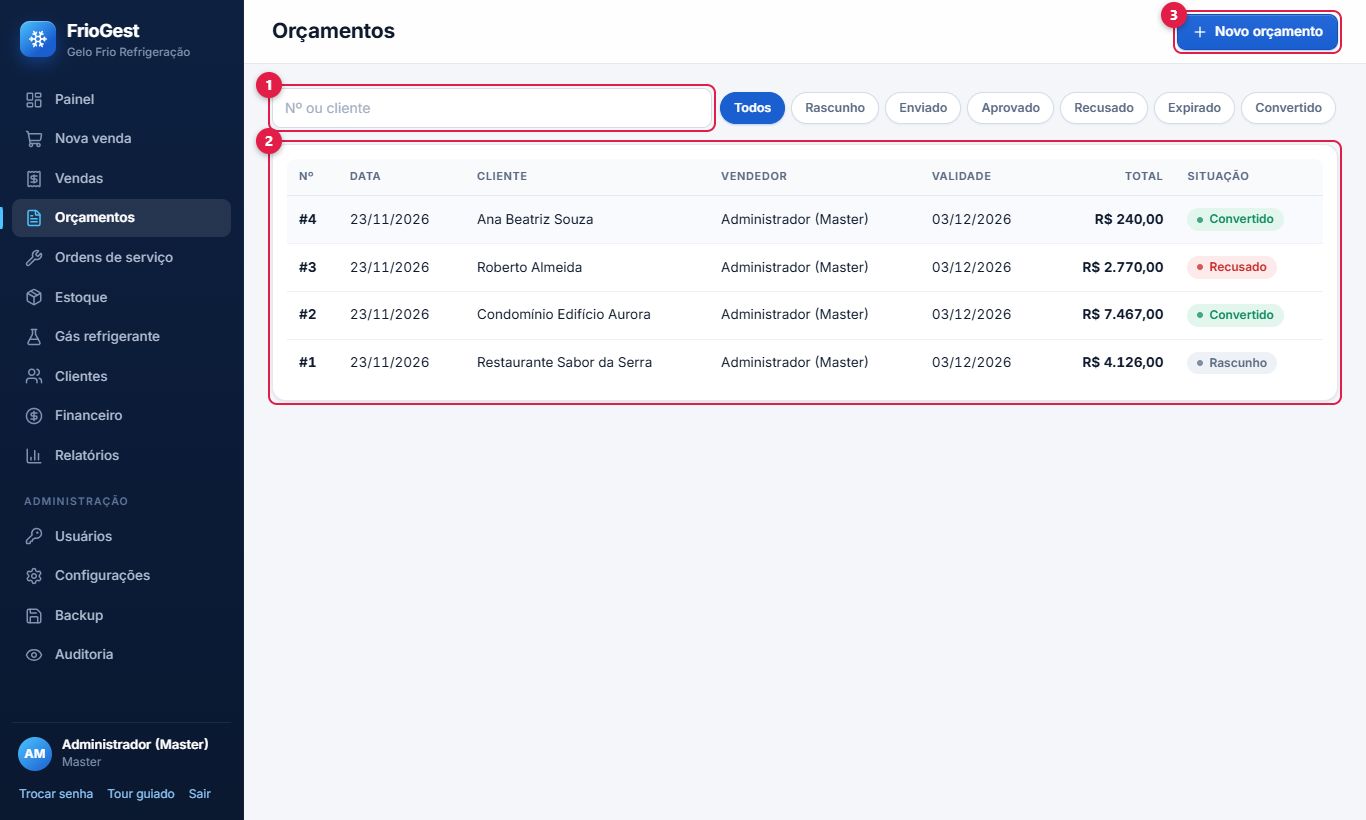 FrioGest
Gelo Frio Refrigeração
Painel
Nova venda
Vendas
Orçamentos
Ordens de serviço
Estoque
Gás refrigerante
Clientes
Financeiro
Relatórios
ADMINISTRAÇÃO
Usuários
Configurações
Backup
Auditoria
AM
Administrador (Master)
Master
Trocar senha Tour guiado Sair
Orçamentos
3
+ Novo orçamento
1
Nº ou cliente
Todos Rascunho Enviado Aprovado Recusado Expirado Convertido
2
Nº DATA CLIENTE VENDEDOR VALIDADE TOTAL SITUAÇÃO
#4 23/11/2026 Ana Beatriz Souza Administrador (Master) 03/12/2026 R$ 240,00 Convertido
#3 23/11/2026 Roberto Almeida Administrador (Master) 03/12/2026 R$ 2.770,00 Recusado
#2 23/11/2026 Condomínio Edifício Aurora Administrador (Master) 03/12/2026 R$ 7.467,00 Convertido
#1 23/11/2026 Restaurante Sabor da Serra Administrador (Master) 03/12/2026 R$ 4.126,00 Rascunho